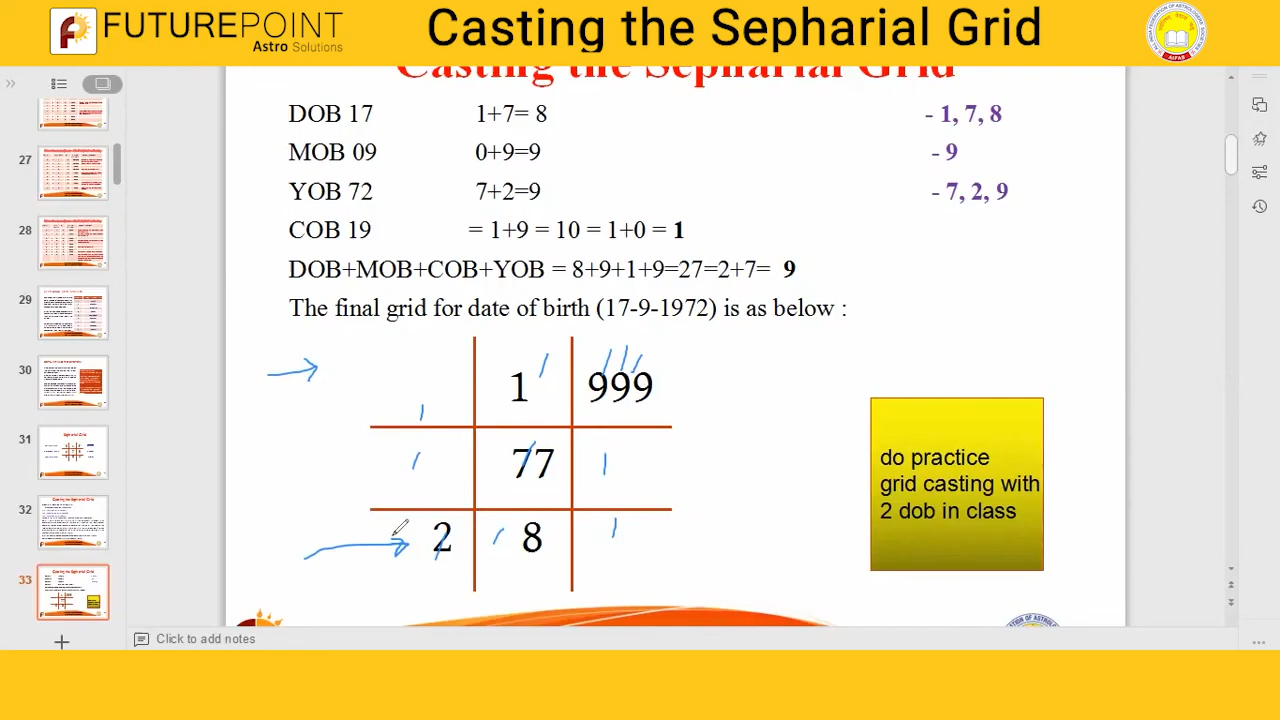 FUTUREPOINT
Astro Solutions
Casting the Sepharial Grid
Casting the Sepharial Grid
DOB 17 1+7= 8 - 1, 7, 8
MOB 09 0+9=9 - 9
YOB 72 7+2=9 - 7, 2, 9
COB 19 = 1+9 = 10 = 1+0 = 1
DOB+MOB+COB+YOB = 8+9+1+9=27=2+7= 9
The final grid for date of birth (17-9-1972) is as below :
1 999
77
2 8
do practice
grid casting with
2 dob in class
27
28
29
30
31
32
33
Click to add notes